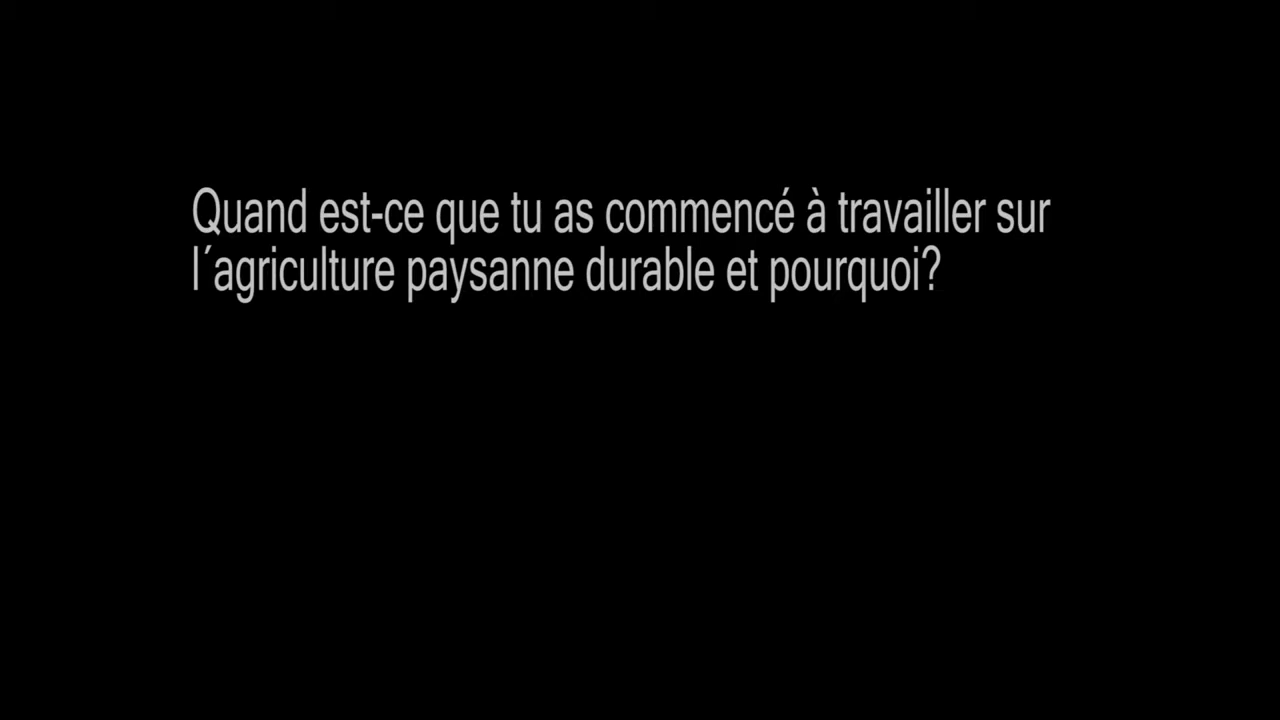 Quand est-ce que tu as commencé à travailler sur
l´agriculture paysanne durable et pourquoi?